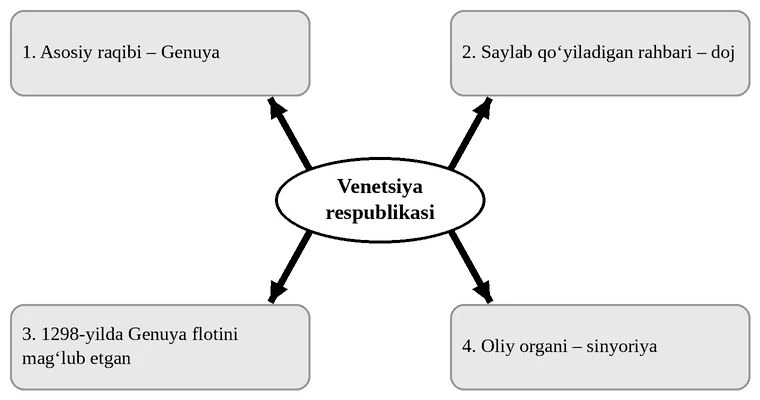 1. Asosiy raqibi – Genuya
2. Saylab qo‘yiladigan rahbari – doj
Venetsiya
respublikasi
3. 1298-yilda Genuya flotini
mag‘lub etgan
4. Oliy organi – sinyoriya